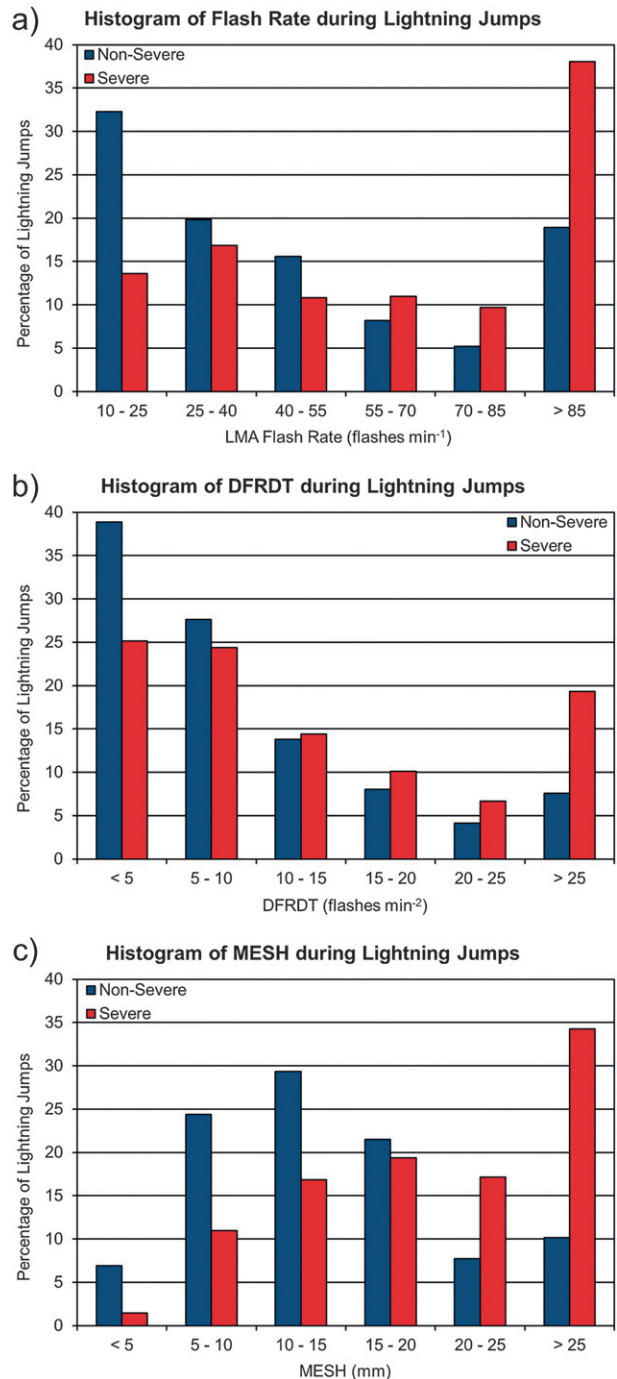 a)
Histogram of Flash Rate during Lightning Jumps
40
35
30
25
20
15
10
5
0
Percentage of Lightning Jumps
Non-Severe
Severe
10 - 25 25 - 40 40 - 55 55 - 70 70 - 85 > 85
LMA Flash Rate (flashes min-1)
b)
Histogram of DFRDT during Lightning Jumps
40
35
30
25
20
15
10
5
0
Percentage of Lightning Jumps
Non-Severe
Severe
< 5 5 - 10 10 - 15 15 - 20 20 - 25 > 25
DFRDT (flashes min-2)
c)
Histogram of MESH during Lightning Jumps
40
35
30
25
20
15
10
5
0
Percentage of Lightning Jumps
Non-Severe
Severe
< 5 5 - 10 10 - 15 15 - 20 20 - 25 > 25
MESH (mm)